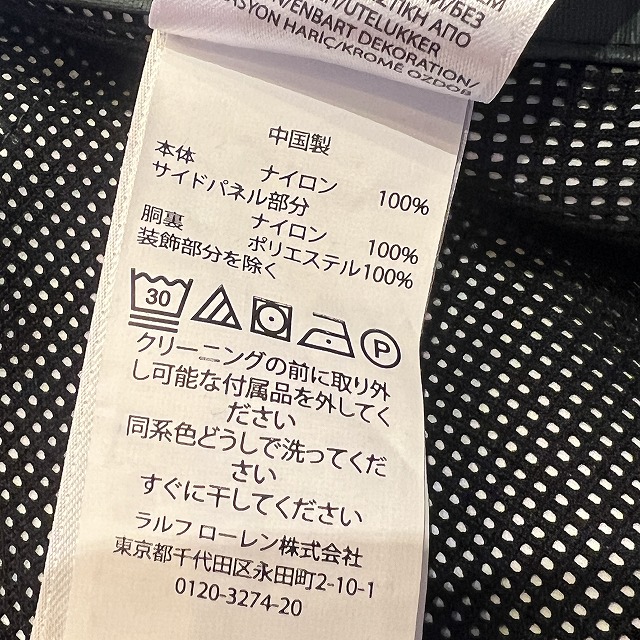 ΕΤΙΚΗ ΑΠΟ
/UTELUKKER
/VENBART DEKORATION/
ASYON HARİÇ/KROMĚ OZDOB
中国製
本体 ナイロン 100%
サイドパネル部分
胴裏 ナイロン 100%
装飾部分を除く ポリエステル100%
30
P
クリーニングの前に取り外
し可能な付属品を外してく
ださい
同系色どうしで洗ってくだ
さい
すぐに干してください
ラルフ ローレン株式会社
東京都千代田区永田町2-10-1
0120-3274-20